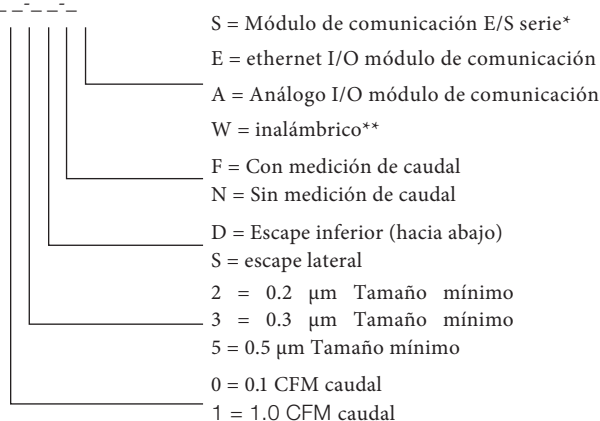 _ _-_ _-_
S = Módulo de comunicación E/S serie*
E = ethernet I/O módulo de comunicación
A = Análogo I/O módulo de comunicación
W = inalámbrico**
F = Con medición de caudal
N = Sin medición de caudal
D = Escape inferior (hacia abajo)
S = escape lateral
2 = 0.2 μm Tamaño mínimo
3 = 0.3 μm Tamaño mínimo
5 = 0.5 μm Tamaño mínimo
0 = 0.1 CFM caudal
1 = 1.0 CFM caudal